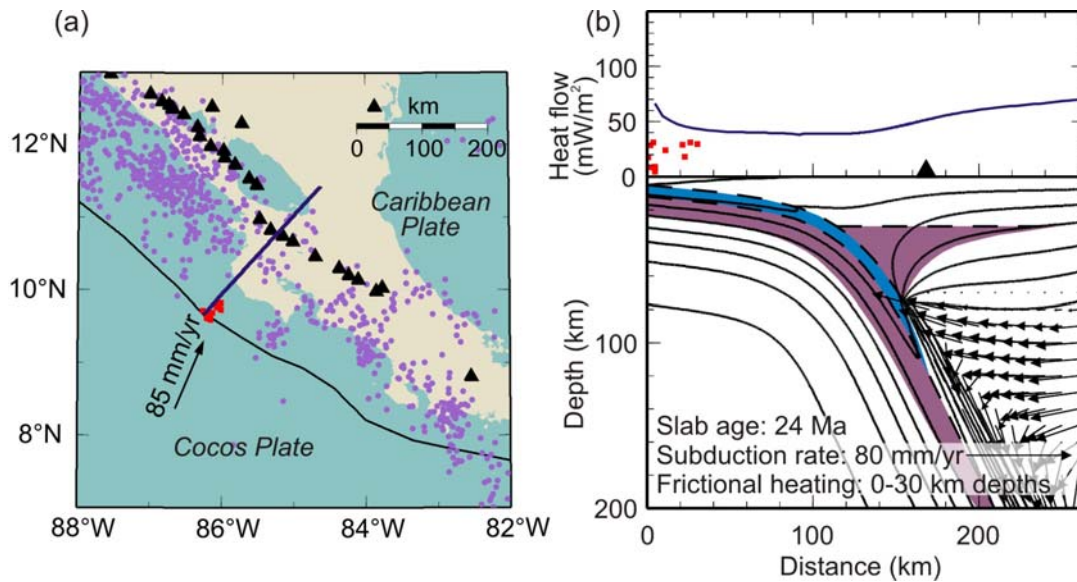 (a)
(b)
km
0 100 200
Caribbean
Plate
85 mm/yr
Cocos Plate
12°N
10°N
8°N
88°W 86°W 84°W 82°W
Heat flow
(mW/m²)
100
50
0
Depth (km)
100
200
Slab age: 24 Ma
Subduction rate: 80 mm/yr
Frictional heating: 0-30 km depths
0 100 200
Distance (km)